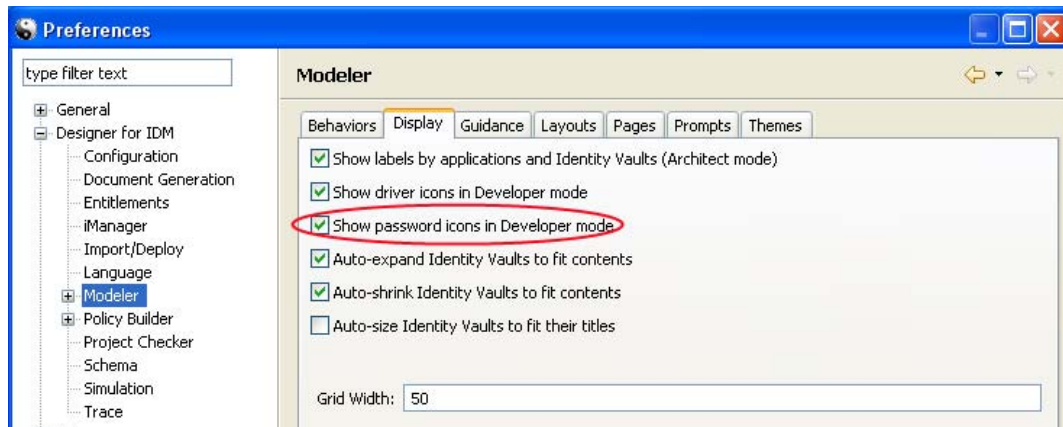 Preferences
type filter text
General
Designer for IDM
Configuration
Document Generation
Entitlements
iManager
Import/Deploy
Language
Modeler
Policy Builder
Project Checker
Schema
Simulation
Trace
Modeler
Behaviors Display Guidance Layouts Pages Prompts Themes
Show labels by applications and Identity Vaults (Architect mode)
Show driver icons in Developer mode
Show password icons in Developer mode
Auto-expand Identity Vaults to fit contents
Auto-shrink Identity Vaults to fit contents
Auto-size Identity Vaults to fit their titles
Grid Width: 50